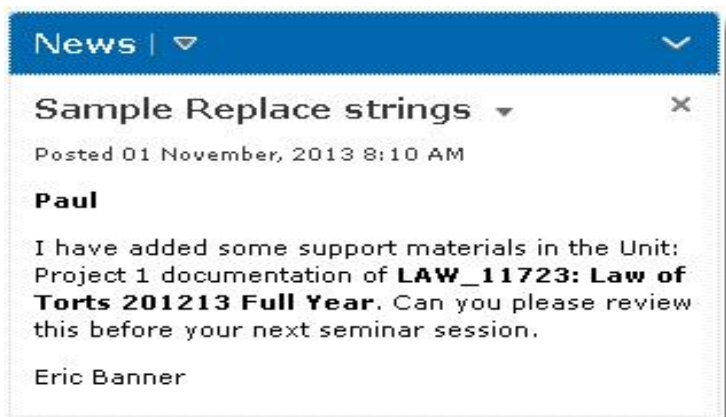 News |
Sample Replace strings
Posted 01 November, 2013 8:10 AM
Paul
I have added some support materials in the Unit:
Project 1 documentation of LAW_11723: Law of
Torts 201213 Full Year. Can you please review
this before your next seminar session.
Eric Banner